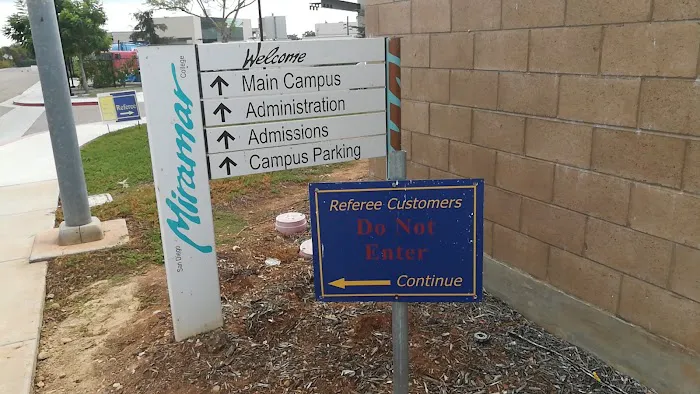 Welcome
Main Campus
Administration
Admissions
Campus Parking
San Diego Miramar College
Referee
Referee Customers
Do Not
Enter
Continue